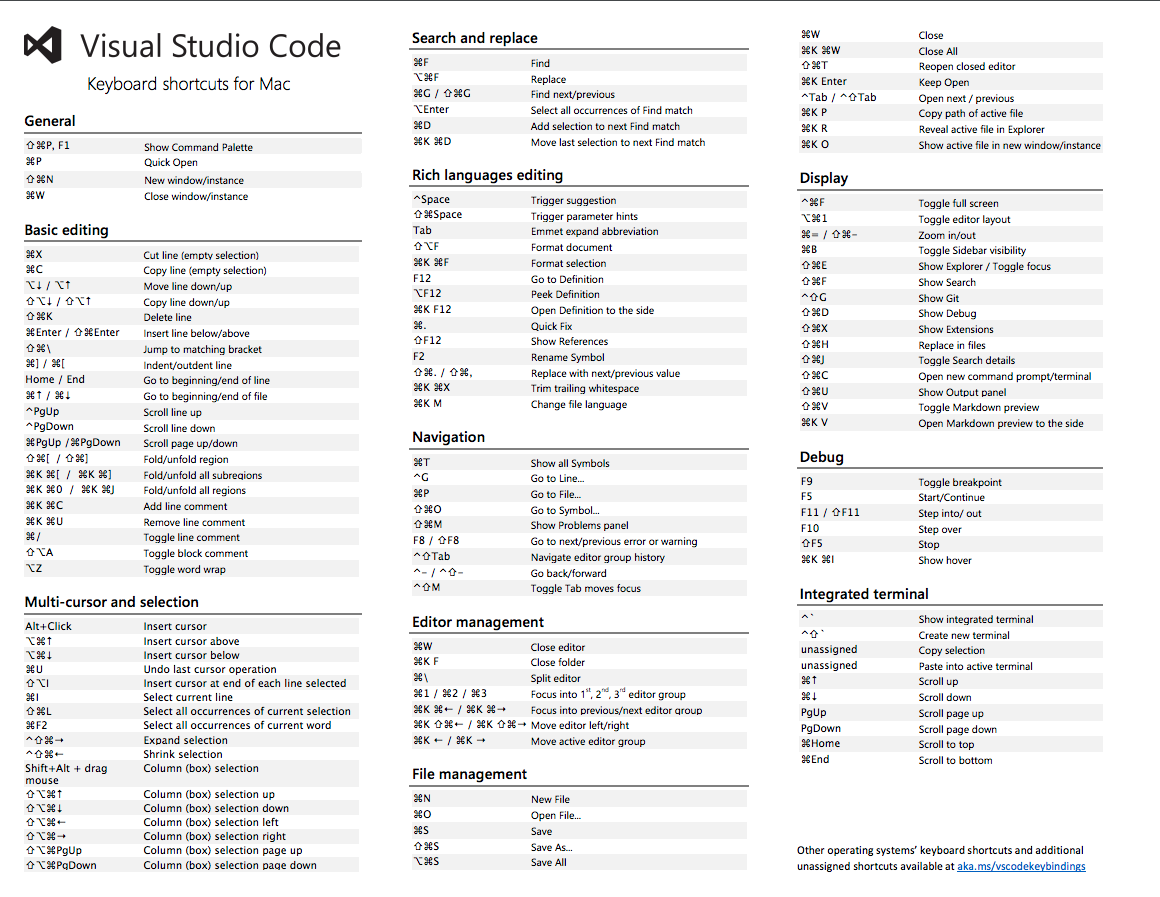 Visual Studio Code
Keyboard shortcuts for Mac
General
⇧⌘P, F1 Show Command Palette
⌘P Quick Open
⇧⌘N New window/instance
⌘W Close window/instance
Basic editing
⌘X Cut line (empty selection)
⌘C Copy line (empty selection)
⌥↓ / ⌥↑ Move line down/up
⇧⌥↓ / ⇧⌥↑ Copy line down/up
⇧⌘K Delete line
⌘Enter / ⇧⌘Enter Insert line below/above
⇧⌘\ Jump to matching bracket
⌘] / ⌘[ Indent/outdent line
Home / End Go to beginning/end of line
⌘↑ / ⌘↓ Go to beginning/end of file
^PgUp Scroll line up
^PgDown Scroll line down
⌘PgUp /⌘PgDown Scroll page up/down
⇧⌘[ / ⇧⌘] Fold/unfold region
⌘K ⌘[ / ⌘K ⌘] Fold/unfold all subregions
⌘K ⌘0 / ⌘K ⌘J Fold/unfold all regions
⌘K ⌘C Add line comment
⌘K ⌘U Remove line comment
⌘/ Toggle line comment
⇧⌥A Toggle block comment
⌥Z Toggle word wrap
Multi-cursor and selection
Alt+Click Insert cursor
⌥⌘↑ Insert cursor above
⌥⌘↓ Insert cursor below
⌘U Undo last cursor operation
⇧⌥I Insert cursor at end of each line selected
⌘I Select current line
⇧⌘L Select all occurrences of current selection
⌘F2 Select all occurrences of current word
^⇧⌘→ Expand selection
^⇧⌘← Shrink selection
Shift+Alt + drag Column (box) selection
mouse
⇧⌥⌘↑ Column (box) selection up
⇧⌥⌘↓ Column (box) selection down
⇧⌥⌘← Column (box) selection left
⇧⌥⌘→ Column (box) selection right
⇧⌥⌘PgUp Column (box) selection page up
⇧⌥⌘PgDown Column (box) selection page down
Search and replace
⌘F Find
⌥⌘F Replace
⌘G / ⇧⌘G Find next/previous
⌥Enter Select all occurrences of Find match
⌘D Add selection to next Find match
⌘K ⌘D Move last selection to next Find match
Rich languages editing
^Space Trigger suggestion
⇧⌘Space Trigger parameter hints
Tab Emmet expand abbreviation
⇧⌥F Format document
⌘K ⌘F Format selection
F12 Go to Definition
⌥F12 Peek Definition
⌘K F12 Open Definition to the side
⌘. Quick Fix
⇧F12 Show References
F2 Rename Symbol
⇧⌘. / ⇧⌘, Replace with next/previous value
⌘K ⌘X Trim trailing whitespace
⌘K M Change file language
Navigation
⌘T Show all Symbols
^G Go to Line...
⌘P Go to File...
⇧⌘O Go to Symbol...
⇧⌘M Show Problems panel
F8 / ⇧F8 Go to next/previous error or warning
^⇧Tab Navigate editor group history
^- / ^⇧- Go back/forward
^⇧M Toggle Tab moves focus
Editor management
⌘W Close editor
⌘K F Close folder
⌘\ Split editor
⌘1 / ⌘2 / ⌘3 Focus into 1st, 2nd, 3rd editor group
⌘K ⌘← / ⌘K ⌘→ Focus into previous/next editor group
⌘K ⇧⌘← / ⌘K ⇧⌘→ Move editor left/right
⌘K ← / ⌘K → Move active editor group
File management
⌘N New File
⌘O Open File...
⌘S Save
⇧⌘S Save As...
⌥⌘S Save All
⌘W Close
⌘K ⌘W Close All
⇧⌘T Reopen closed editor
⌘K Enter Keep Open
^Tab / ^⇧Tab Open next / previous
⌘K P Copy path of active file
⌘K R Reveal active file in Explorer
⌘K O Show active file in new window/instance
Display
^⌘F Toggle full screen
⌥⌘1 Toggle editor layout
⌘= / ⇧⌘- Zoom in/out
⌘B Toggle Sidebar visibility
⇧⌘E Show Explorer / Toggle focus
⇧⌘F Show Search
^⇧G Show Git
⇧⌘D Show Debug
⇧⌘X Show Extensions
⇧⌘H Replace in files
⇧⌘J Toggle Search details
⇧⌘C Open new command prompt/terminal
⇧⌘U Show Output panel
⇧⌘V Toggle Markdown preview
⌘K V Open Markdown preview to the side
Debug
F9 Toggle breakpoint
F5 Start/Continue
F11 / ⇧F11 Step into/ out
F10 Step over
⇧F5 Stop
⌘K ⌘I Show hover
Integrated terminal
^` Show integrated terminal
^⇧` Create new terminal
unassigned Copy selection
unassigned Paste into active terminal
⌘↑ Scroll up
⌘↓ Scroll down
PgUp Scroll page up
PgDown Scroll page down
⌘Home Scroll to top
⌘End Scroll to bottom
Other operating systems' keyboard shortcuts and additional
unassigned shortcuts available at aka.ms/vscodekeybindings